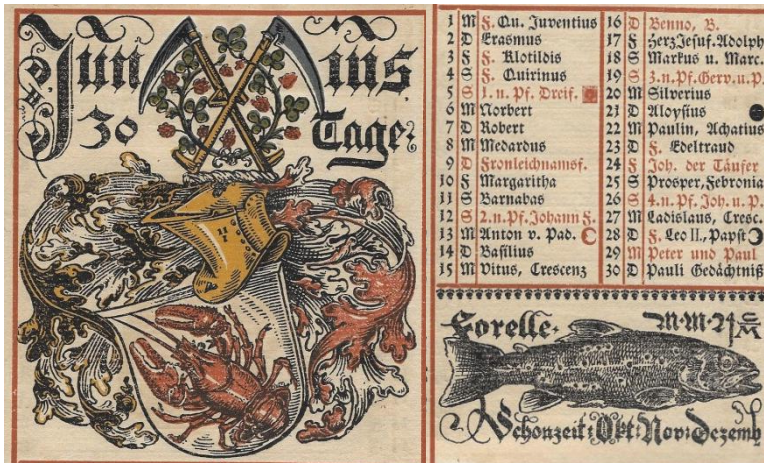 Junius
30 Tage:
1 M F. Qu. Juventius
2 D Erasmus
3 F F. Klotildis
4 S F. Quirinus
5 S 1. n. Pf. Dreif.
6 M Norbert
7 D Robert
8 M Medardus
9 D Fronleichnamsf.
10 F Margaritha
11 S Barnabas
12 S 2.n.Pf.Johann F.
13 M Anton v. Pad.
14 D Basilius
15 M Vitus, Crescenz
16 D Benno, B.
17 F HerzJesuf.Adolph
18 S Markus u. Marc.
19 S 3.n.Pf.Gerv.u.P.
20 M Silverius
21 D Aloysius
22 M Paulin, Achatius
23 D F. Edeltraud
24 F Joh. der Täufer
25 S Prosper, Febronia
26 S 4.n.Pf.Joh.u.P.
27 M Ladislaus, Cresc.
28 D F. Leo II., Papst
29 M Peter und Paul
30 D Pauli Gedächtniß
Forelle. M·M·
Schonzeit: Okt: Nov: Dezemb